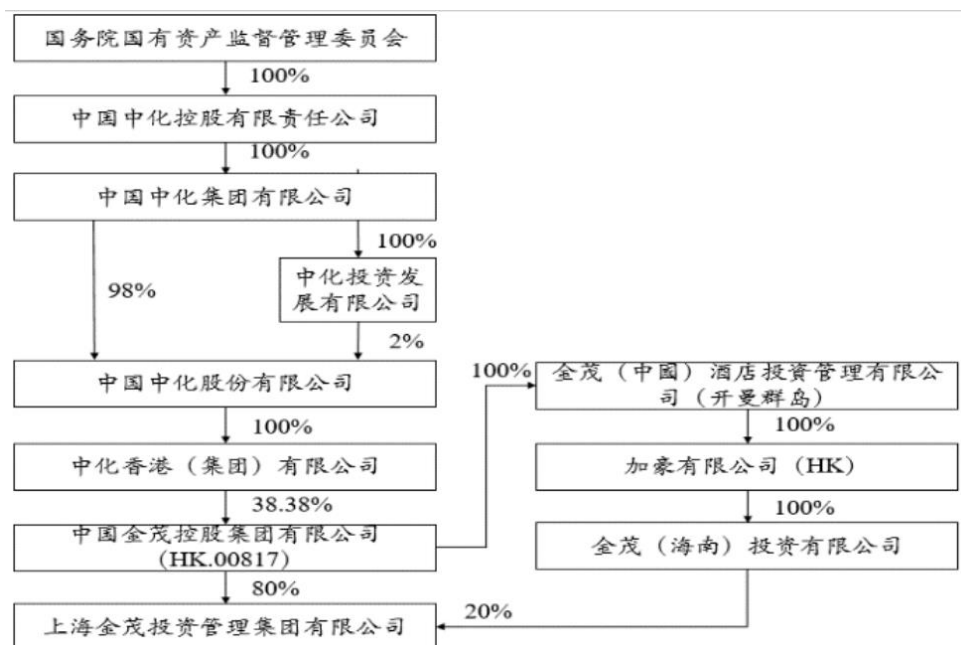 国务院国有资产监督管理委员会
100%
中国中化控股有限责任公司
100%
中国中化集团有限公司
100%
中化投资发
展有限公司
98%
2%
中国中化股份有限公司
100%
中化香港（集团）有限公司
38.38%
中国金茂控股集团有限公司
(HK.00817)
80%
上海金茂投资管理集团有限公司
100%
金茂（中國）酒店投资管理有限公
司（开曼群岛）
100%
加豪有限公司（HK）
100%
金茂（海南）投资有限公司
20%